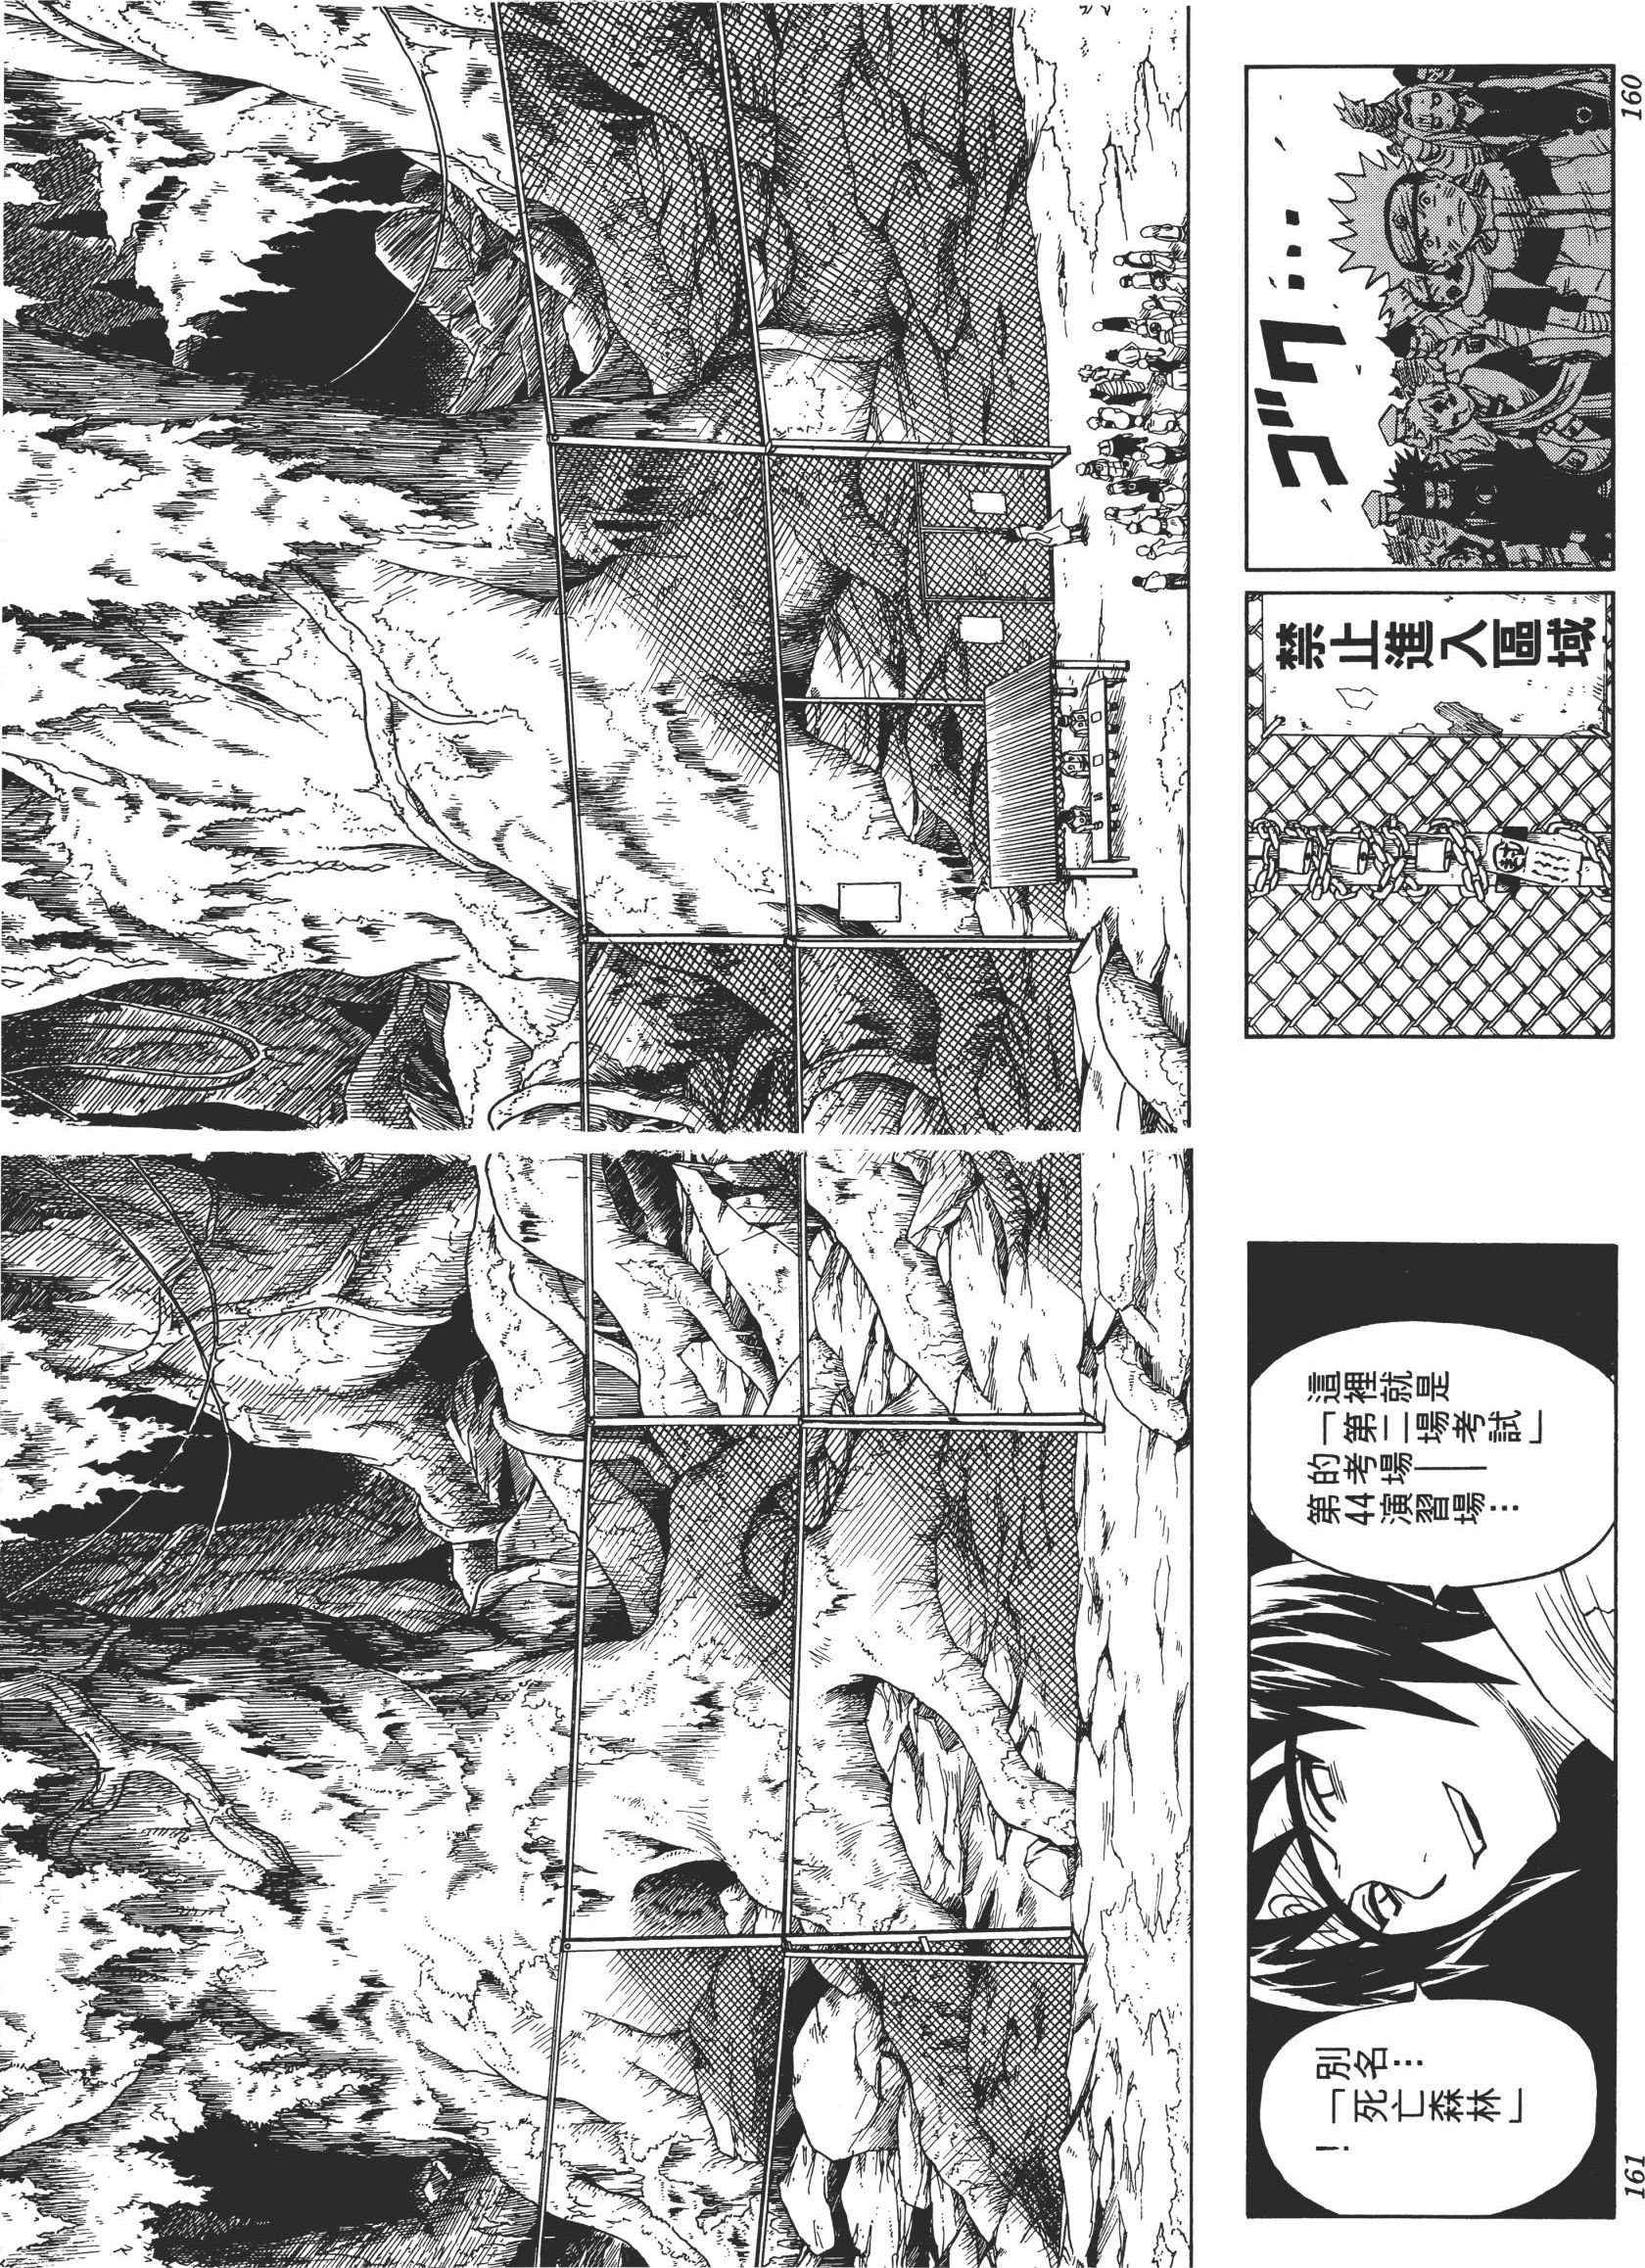 160
ゴク…
禁止進入區域
封
這裡就是
「第二場考試」
的考場——
第44演習場…
別名…
「死亡森林」
！
161